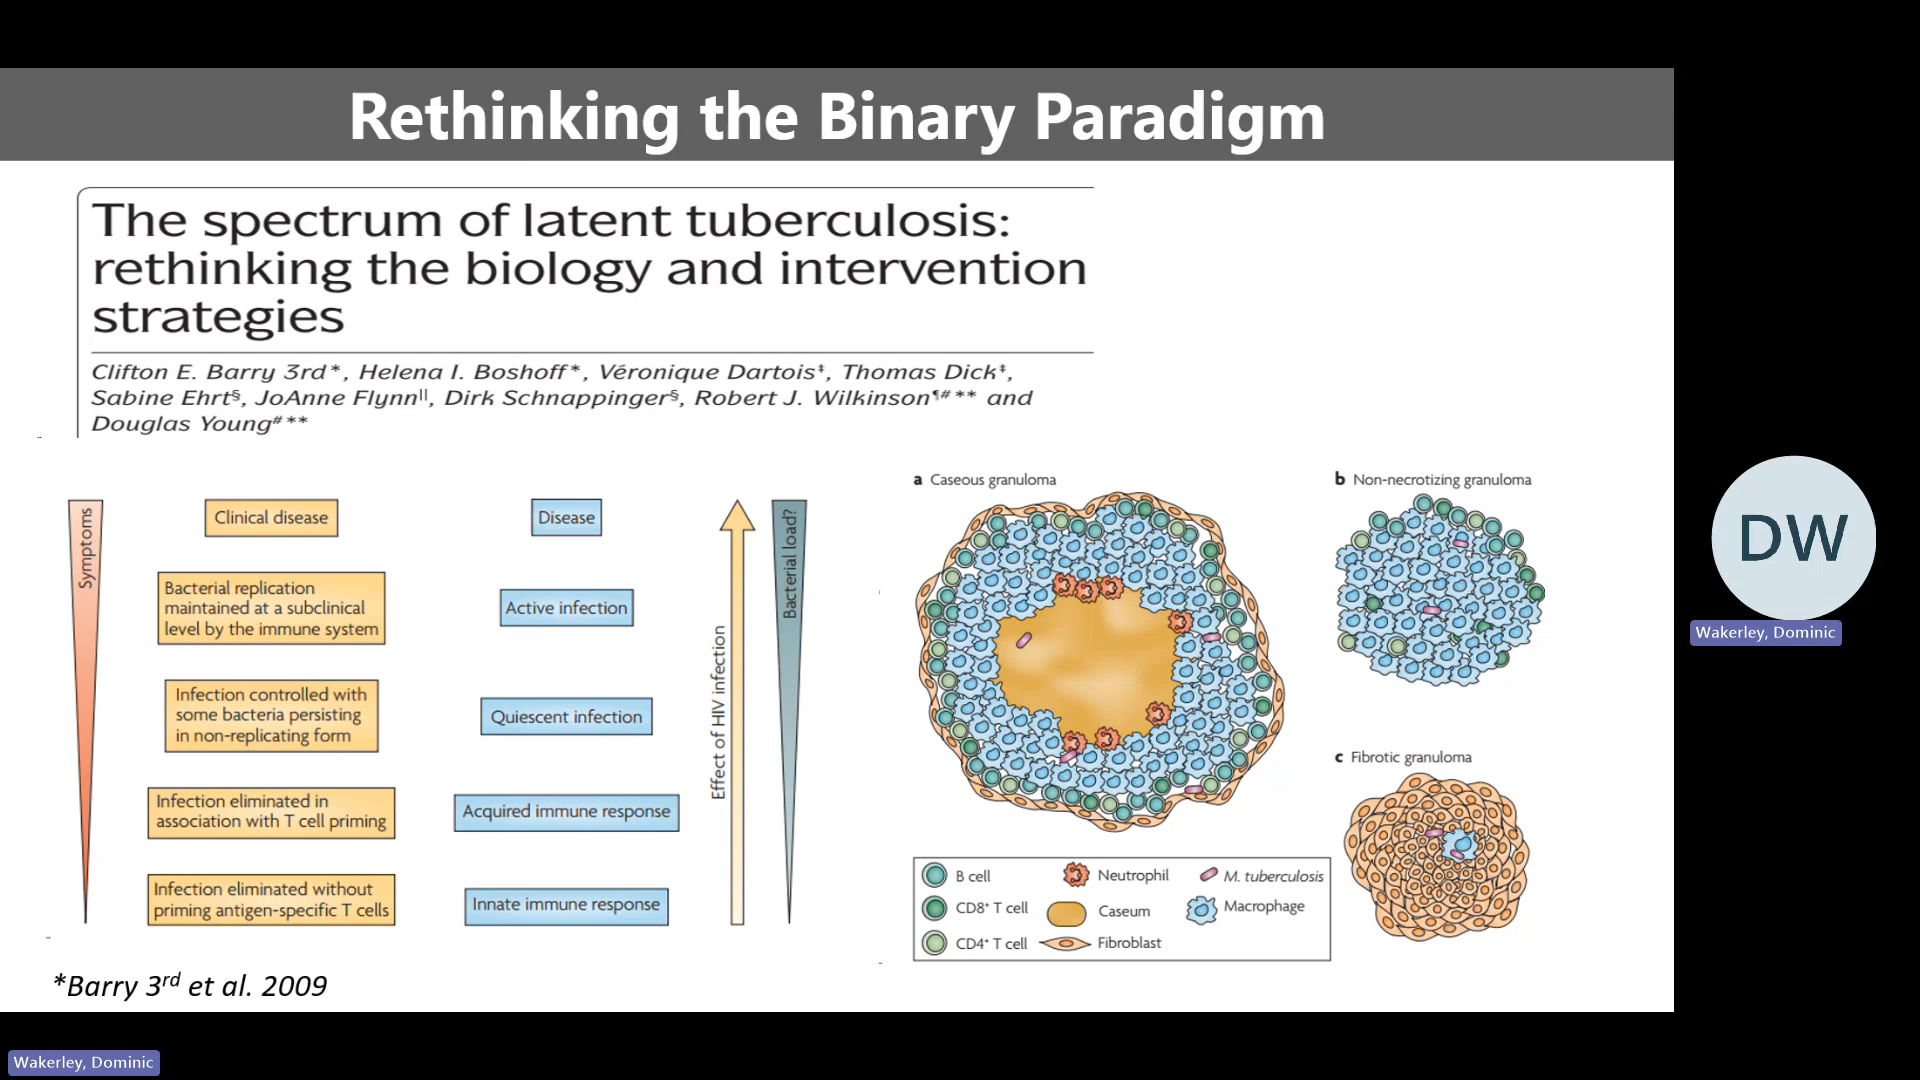 Rethinking the Binary Paradigm
The spectrum of latent tuberculosis:
rethinking the biology and intervention
strategies
Clifton E. Barry 3rd*, Helena I. Boshoff*, Véronique Dartois‡, Thomas Dick‡,
Sabine Ehrt§, JoAnne Flynn||, Dirk Schnappinger§, Robert J. Wilkinson¶#** and
Douglas Young#**
Symptoms
Clinical disease
Bacterial replication
maintained at a subclinical
level by the immune system
Infection controlled with
some bacteria persisting
in non-replicating form
Infection eliminated in
association with T cell priming
Infection eliminated without
priming antigen-specific T cells
Disease
Active infection
Quiescent infection
Acquired immune response
Innate immune response
Effect of HIV infection
Bacterial load?
a Caseous granuloma
b Non-necrotizing granuloma
c Fibrotic granuloma
B cell
CD8⁺ T cell
CD4⁺ T cell
Neutrophil
Caseum
Fibroblast
M. tuberculosis
Macrophage
*Barry 3rd et al. 2009
DW
Wakerley, Dominic
Wakerley, Dominic